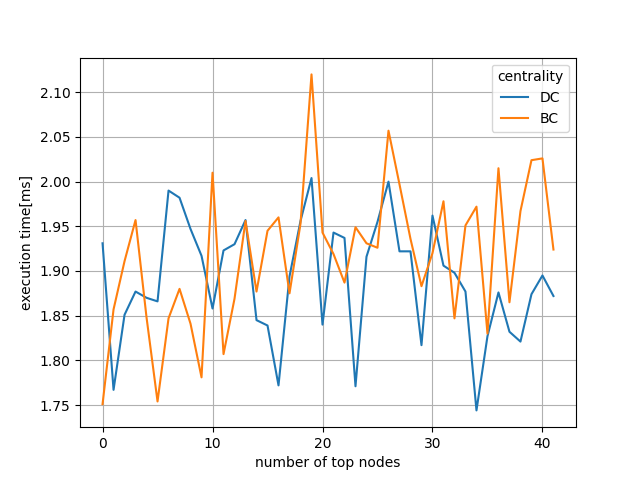 centrality
DC
BC
2.10
2.05
2.00
1.95
1.90
1.85
1.80
1.75
execution time[ms]
0 10 20 30 40
number of top nodes